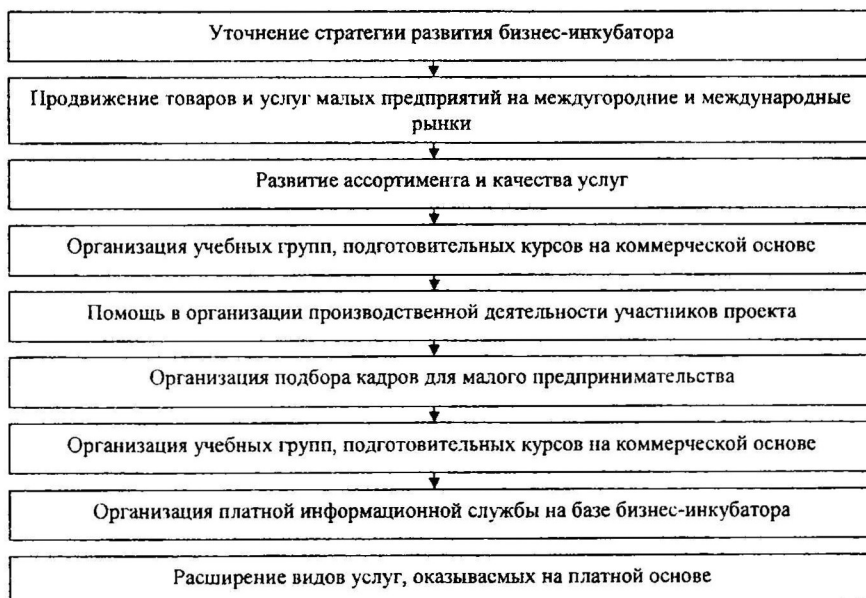 Уточнение стратегии развития бизнес-инкубатора
Продвижение товаров и услуг малых предприятий на междугородние и международные
рынки
Развитие ассортимента и качества услуг
Организация учебных групп, подготовительных курсов на коммерческой основе
Помощь в организации производственной деятельности участников проекта
Организация подбора кадров для малого предпринимательства
Организация учебных групп, подготовительных курсов на коммерческой основе
Организация платной информационной службы на базе бизнес-инкубатора
Расширение видов услуг, оказываемых на платной основе